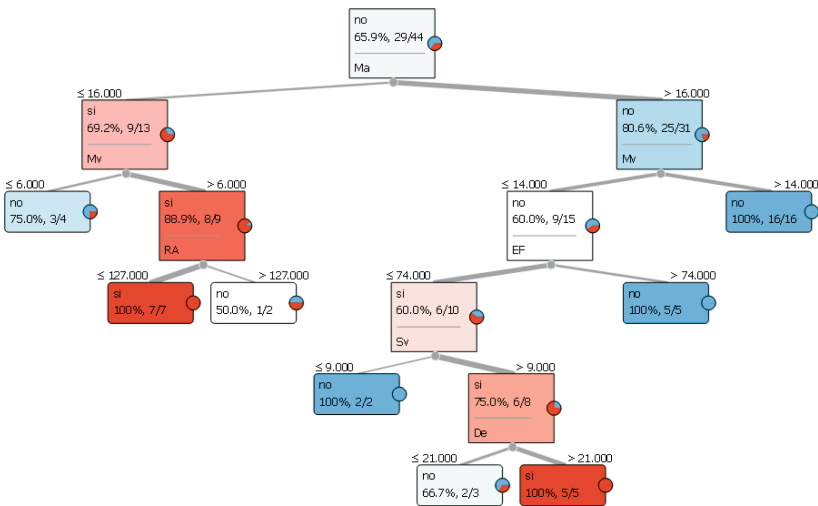 no
65.9%, 29/44
Ma
≤ 16.000
> 16.000
si
69.2%, 9/13
Mv
no
80.6%, 25/31
Mv
≤ 6.000
> 6.000
≤ 14.000
> 14.000
no
75.0%, 3/4
si
88.9%, 8/9
RA
no
60.0%, 9/15
EF
no
100%, 16/16
≤ 127.000
> 127.000
≤ 74.000
> 74.000
si
100%, 7/7
no
50.0%, 1/2
si
60.0%, 6/10
Sv
no
100%, 5/5
≤ 9.000
> 9.000
no
100%, 2/2
si
75.0%, 6/8
De
≤ 21.000
> 21.000
no
66.7%, 2/3
si
100%, 5/5